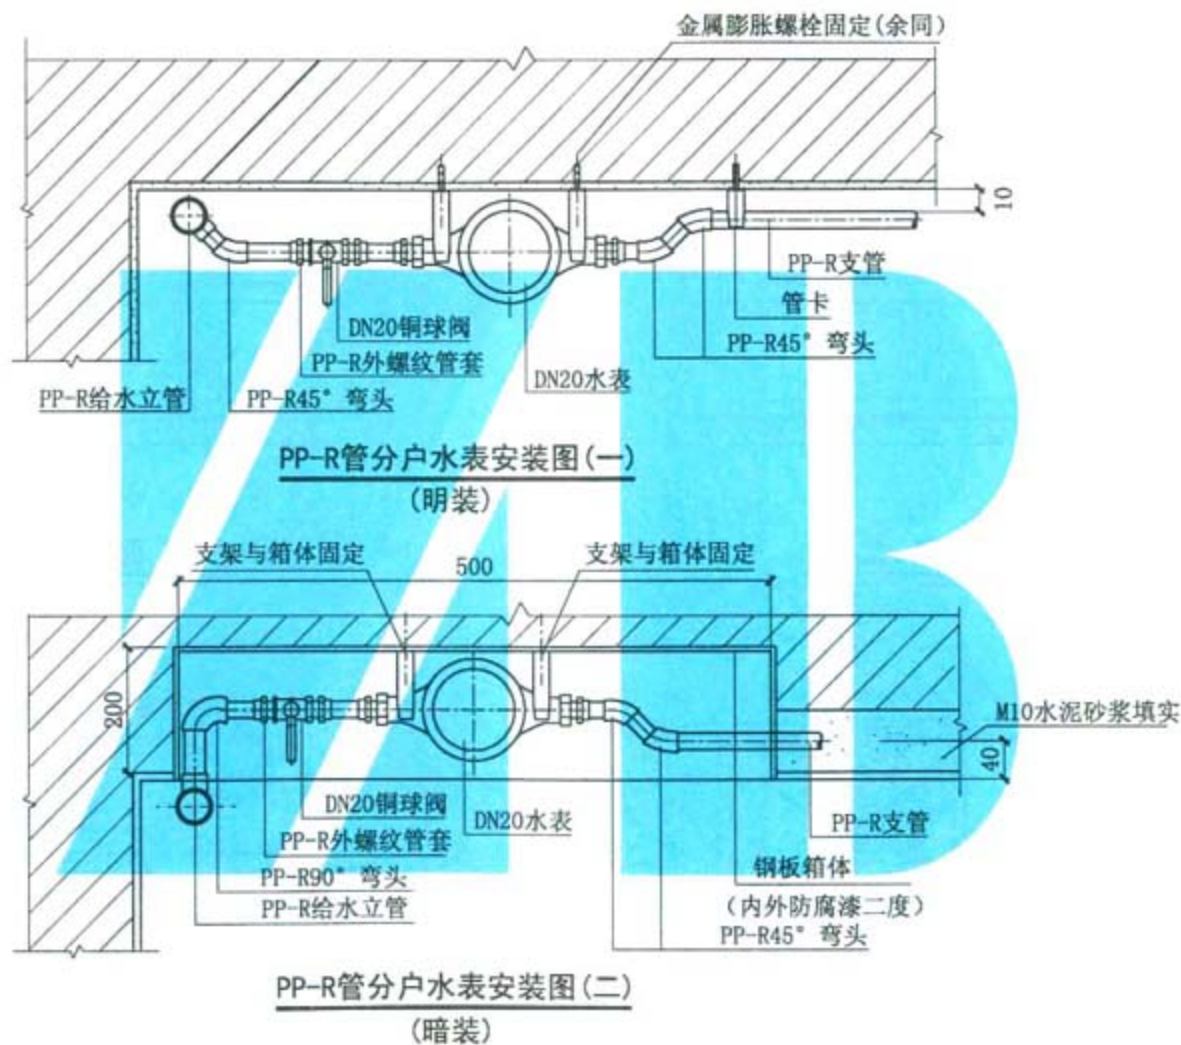 金属膨胀螺栓固定(余同)
10
PP-R支管
管卡
DN20铜球阀
PP-R45°弯头
PP-R外螺纹管套
DN20水表
PP-R给水立管
PP-R45°弯头
PP-R管分户水表安装图(一)
(明装)
支架与箱体固定
支架与箱体固定
500
200
M10水泥砂浆填实
40
DN20铜球阀
DN20水表
PP-R支管
PP-R外螺纹管套
钢板箱体
PP-R90°弯头
(内外防腐漆二度)
PP-R给水立管
PP-R45°弯头
PP-R管分户水表安装图(二)
(暗装)